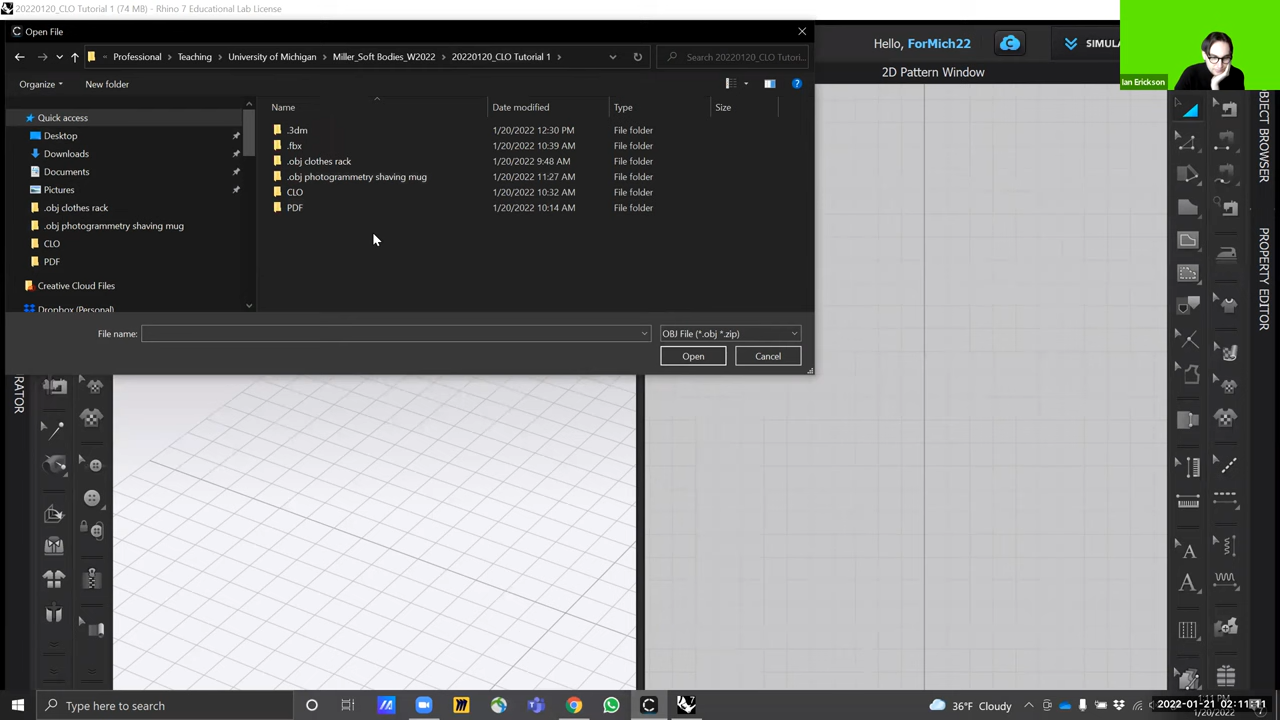 20220120_CLO Tutorial 1 (74 MB) - Rhino 7 Educational Lab License
Open File
Professional
Teaching
University of Michigan
Miller_Soft Bodies_W2022
20220120_CLO Tutorial 1
Search 20220120_CLO Tutori...
Hello, ForMich22
SIMULA
Ian Erickson
2D Pattern Window
Organize
New folder
Name
Date modified
Type
Size
Quick access
Desktop
Downloads
Documents
Pictures
.obj clothes rack
.obj photogrammetry shaving mug
CLO
PDF
Creative Cloud Files
Dropbox (Personal)
.3dm 1/20/2022 12:30 PM File folder
.fbx 1/20/2022 10:39 AM File folder
.obj clothes rack 1/20/2022 9:48 AM File folder
.obj photogrammetry shaving mug 1/20/2022 11:27 AM File folder
CLO 1/20/2022 10:32 AM File folder
PDF 1/20/2022 10:14 AM File folder
File name:
OBJ File (*.obj *.zip)
Open
Cancel
BJECT BROWSER
PROPERTY EDITOR
RATOR
A
A
Type here to search
36°F Cloudy
2022-01-21 02:11:11